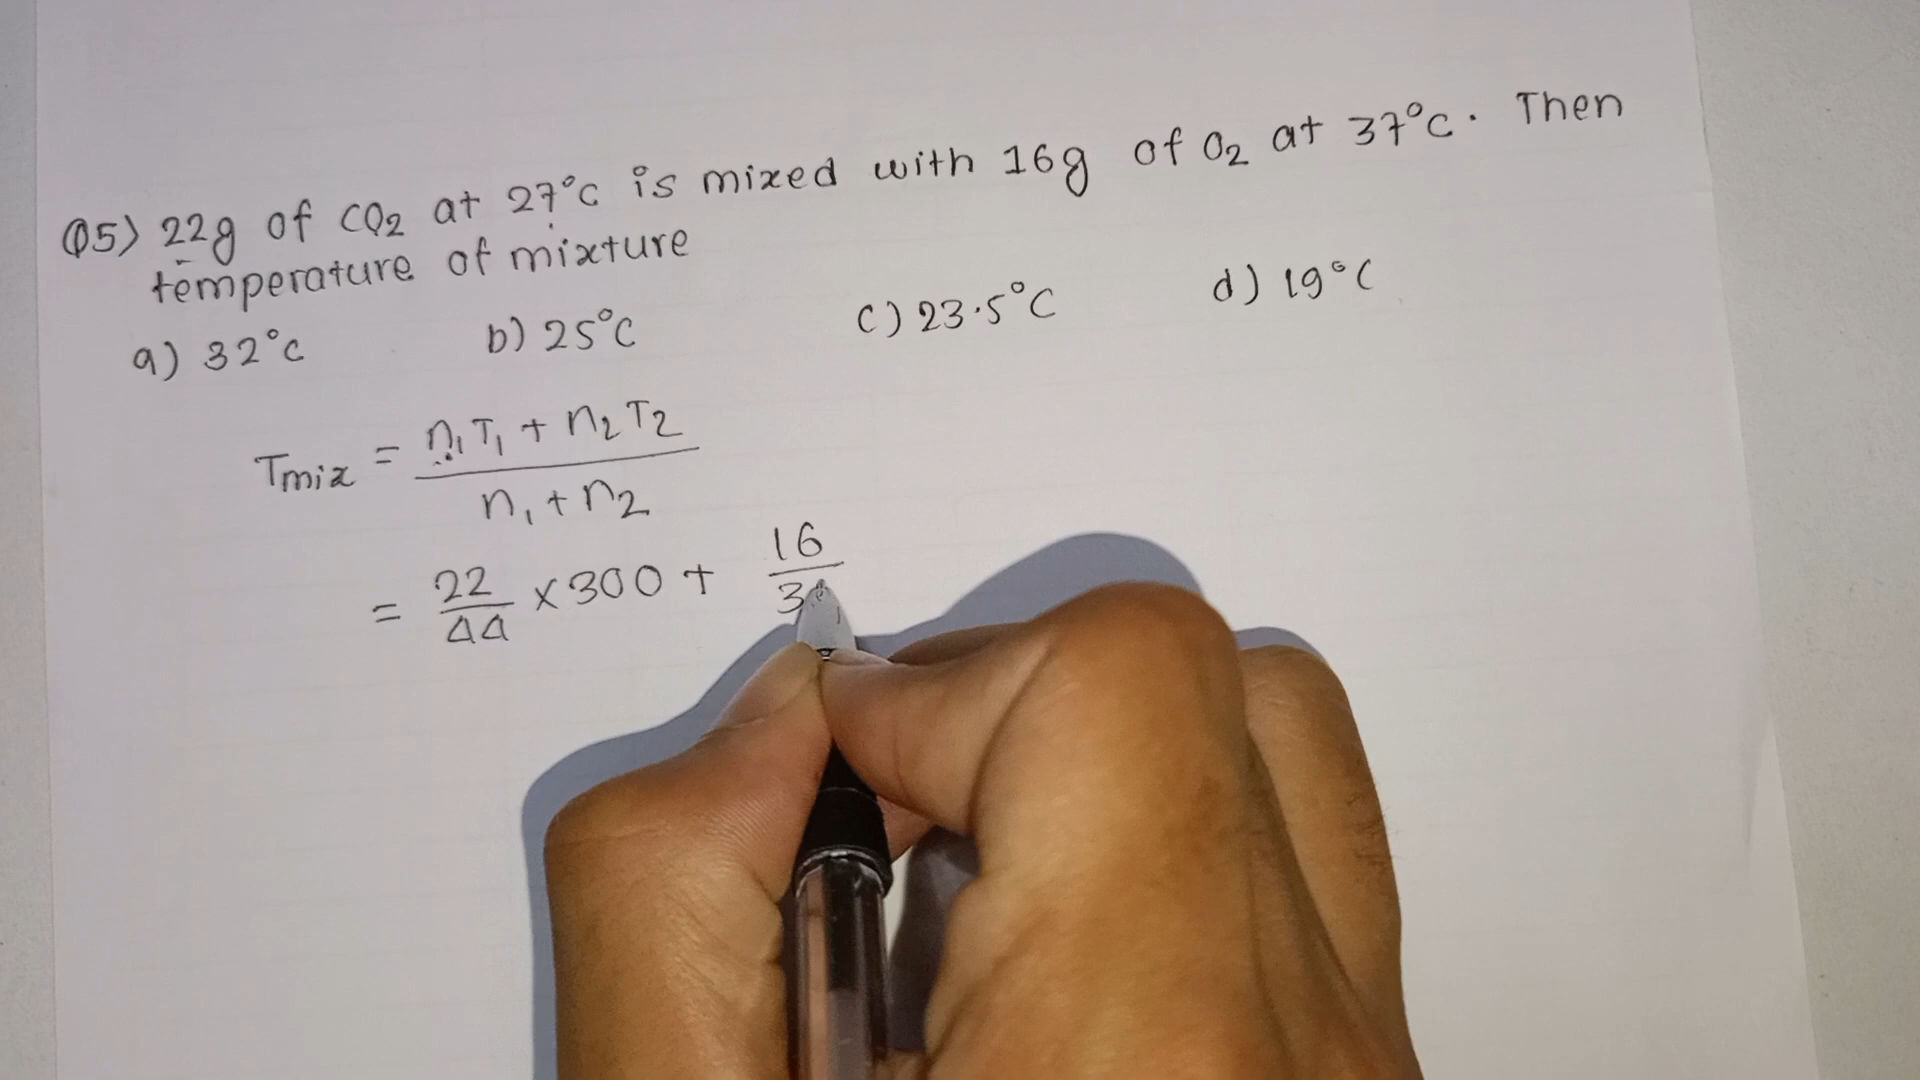 Q5) 22g of CO2 at 27°C is mixed with 16g of O2 at 37°C. Then
temperature of mixture
a) 32°C b) 25°C c) 23.5°C d) 19°C
Tmix = n1T1 + n2T2
n1 + n2
= 22/44 × 300 + 16/3